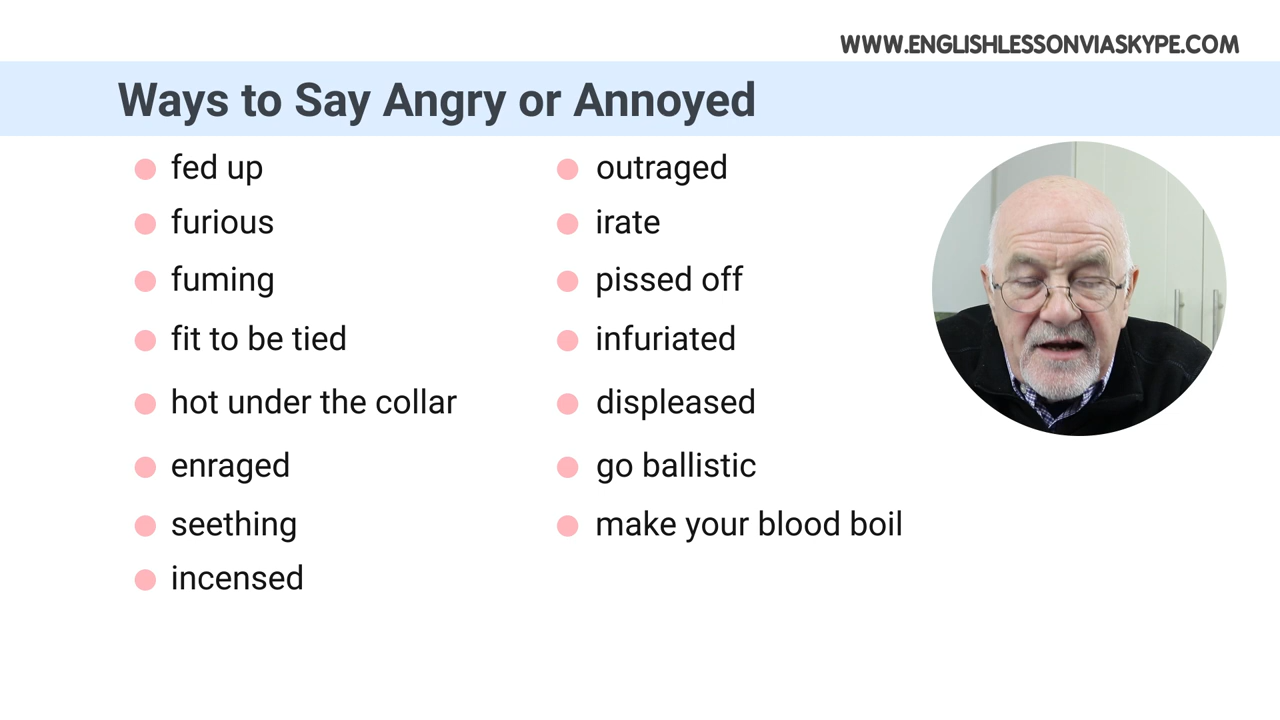 WWW.ENGLISHLESSONVIASKYPE.COM
Ways to Say Angry or Annoyed
fed up
furious
fuming
fit to be tied
hot under the collar
enraged
seething
incensed
outraged
irate
pissed off
infuriated
displeased
go ballistic
make your blood boil